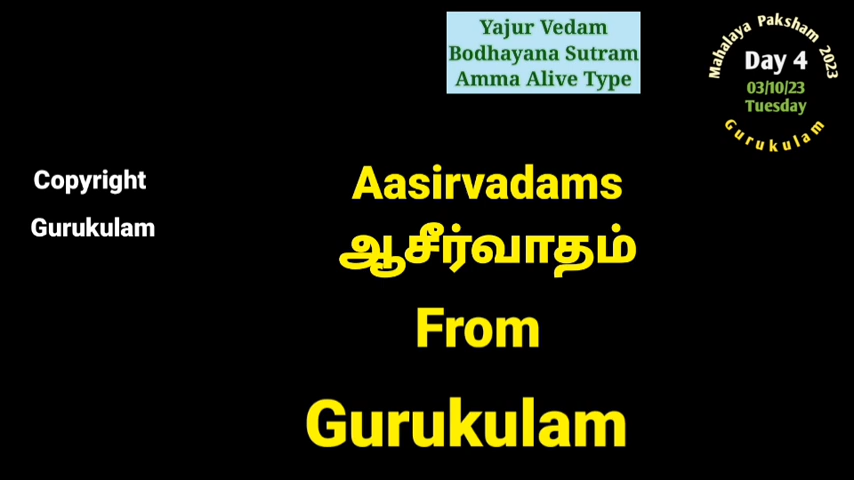 Yajur Vedam
Bodhayana Sutram
Amma Alive Type
Mahalaya Paksham 2023
Day 4
03/10/23
Tuesday
Gurukulam
Copyright
Gurukulam
Aasirvadams
ஆசீர்வாதம்
From
Gurukulam